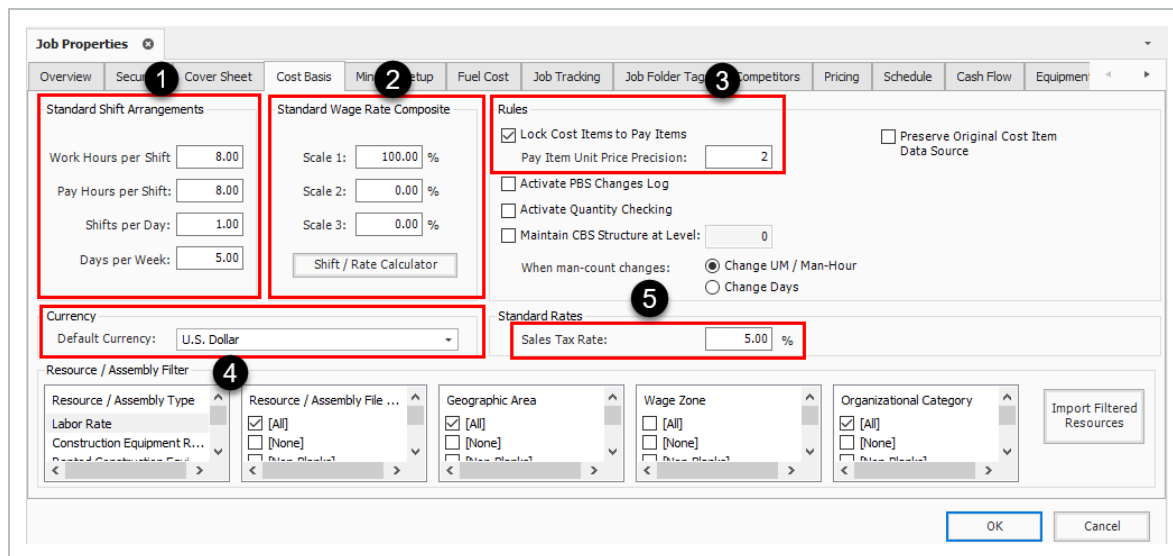 Job Properties
1 2 3
Overview Secu Cover Sheet Cost Basis Min etup Fuel Cost Job Tracking Job Folder Tag Competitors Pricing Schedule Cash Flow Equipmen
Standard Shift Arrangements
Work Hours per Shift 8.00
Pay Hours per Shift: 8.00
Shifts per Day: 1.00
Days per Week: 5.00
Standard Wage Rate Composite
Scale 1: 100.00 %
Scale 2: 0.00 %
Scale 3: 0.00 %
Shift / Rate Calculator
Rules
Lock Cost Items to Pay Items
Pay Item Unit Price Precision: 2
Activate PBS Changes Log
Activate Quantity Checking
Maintain CBS Structure at Level: 0
When man-count changes: Change UM / Man-Hour
Change Days
Preserve Original Cost Item
Data Source
5
Currency
Default Currency: U.S. Dollar
Standard Rates
Sales Tax Rate: 5.00 %
4
Resource / Assembly Filter
Resource / Assembly Type
Labor Rate
Construction Equipment R...
Resource / Assembly File ...
[All]
[None]
Geographic Area
[All]
[None]
Wage Zone
[All]
[None]
Organizational Category
[All]
[None]
Import Filtered
Resources
OK Cancel